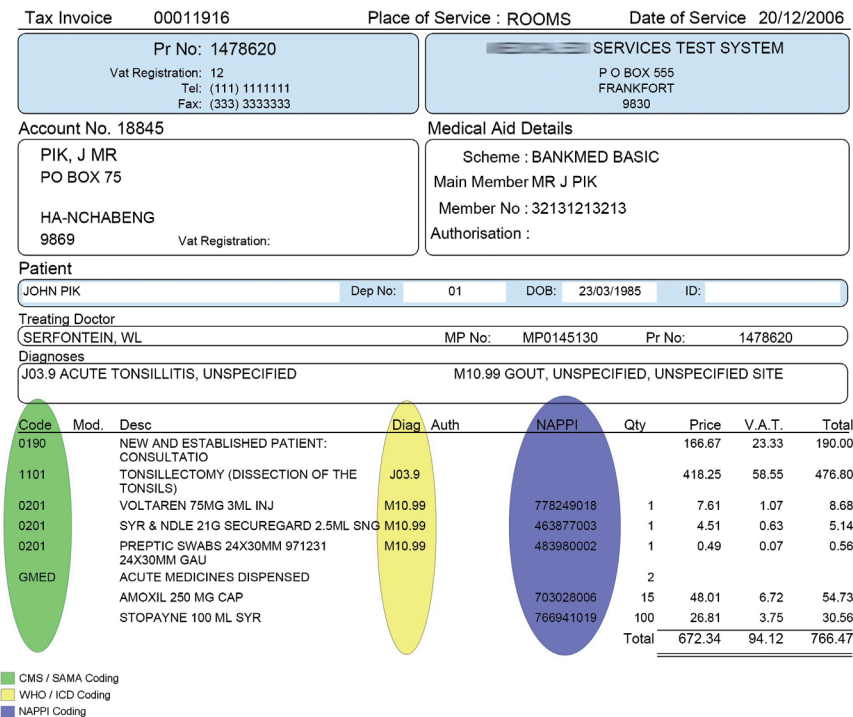 Tax Invoice 00011916 Place of Service : ROOMS Date of Service 20/12/2006
Pr No: 1478620
Vat Registration: 12
Tel: (111) 1111111
Fax: (333) 3333333
SERVICES TEST SYSTEM
P O BOX 555
FRANKFORT
9830
Account No. 18845
PIK, J MR
PO BOX 75
HA-NCHABENG
9869 Vat Registration:
Medical Aid Details
Scheme : BANKMED BASIC
Main Member MR J PIK
Member No : 32131213213
Authorisation :
Patient
JOHN PIK Dep No: 01 DOB: 23/03/1985 ID:
Treating Doctor
SERFONTEIN, WL MP No: MP0145130 Pr No: 1478620
Diagnoses
J03.9 ACUTE TONSILLITIS, UNSPECIFIED M10.99 GOUT, UNSPECIFIED, UNSPECIFIED SITE
Code Mod. Desc Diag Auth NAPPI Qty Price V.A.T. Total
0190 NEW AND ESTABLISHED PATIENT: 166.67 23.33 190.00
CONSULTATIO
1101 TONSILLECTOMY (DISSECTION OF THE J03.9 418.25 58.55 476.80
TONSILS)
0201 VOLTAREN 75MG 3ML INJ M10.99 778249018 1 7.61 1.07 8.68
0201 SYR & NDLE 21G SECUREGARD 2.5ML SNG M10.99 463877003 1 4.51 0.63 5.14
0201 PREPTIC SWABS 24X30MM 971231 M10.99 483980002 1 0.49 0.07 0.56
24X30MM GAU
GMED ACUTE MEDICINES DISPENSED 2
AMOXIL 250 MG CAP 703028006 15 48.01 6.72 54.73
STOPAYNE 100 ML SYR 766941019 100 26.81 3.75 30.56
Total 672.34 94.12 766.47
CMS / SAMA Coding
WHO / ICD Coding
NAPPI Coding